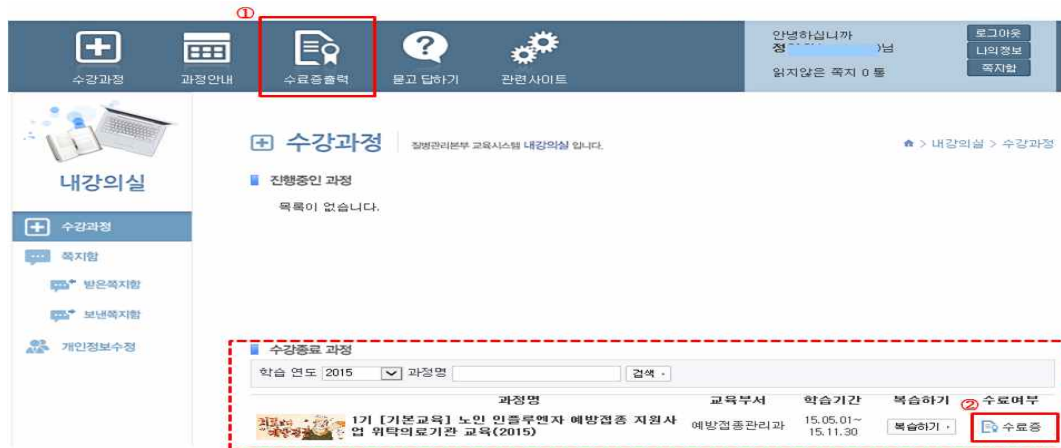 ①
안녕하십니까
정 )님
읽지않은 쪽지 0 통
로그아웃
나의정보
쪽지함
수강과정
과정안내
수료증출력
묻고 답하기
관련사이트
내강의실
수강과정
쪽지함
받은쪽지함
보낸쪽지함
개인정보수정
수강과정
질병관리본부 교육시스템 내강의실 입니다.
> 내강의실 > 수강과정
진행중인 과정
목록이 없습니다.
수강종료 과정
학습 연도 2015 과정명 검색
과정명 교육부서 학습기간 복습하기 ② 수료여부
1기 [기본교육] 노인 인플루엔자 예방접종 지원사
업 위탁의료기관 교육(2015)
예방접종관리과
15.05.01~
15.11.30
복습하기
수료증